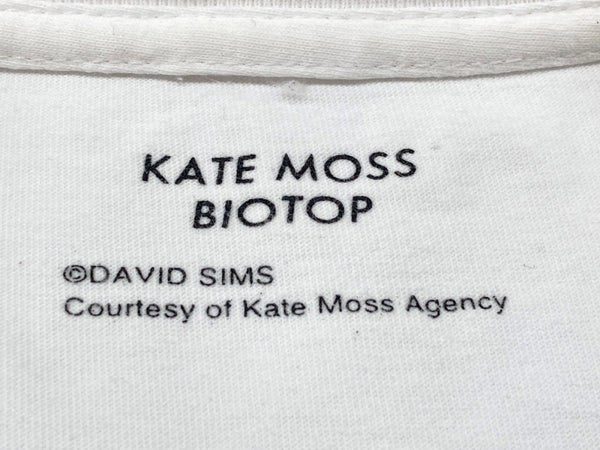 KATE MOSS
BIOTOP
©DAVID SIMS
Courtesy of Kate Moss Agency